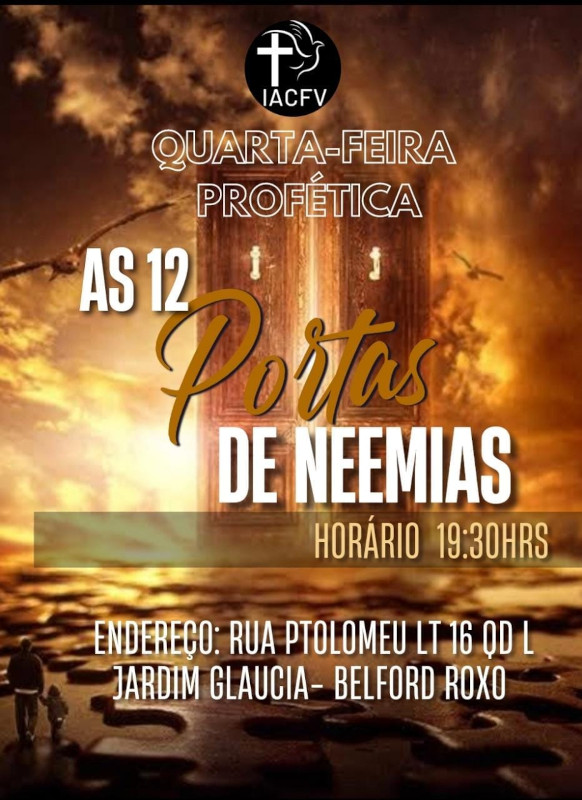 IACFV
QUARTA-FEIRA
PROFÉTICA
AS 12
Portas
DE NEEMIAS
HORÁRIO 19:30HRS
ENDEREÇO: RUA PTOLOMEU LT 16 QD L
JARDIM GLAUCIA- BELFORD ROXO